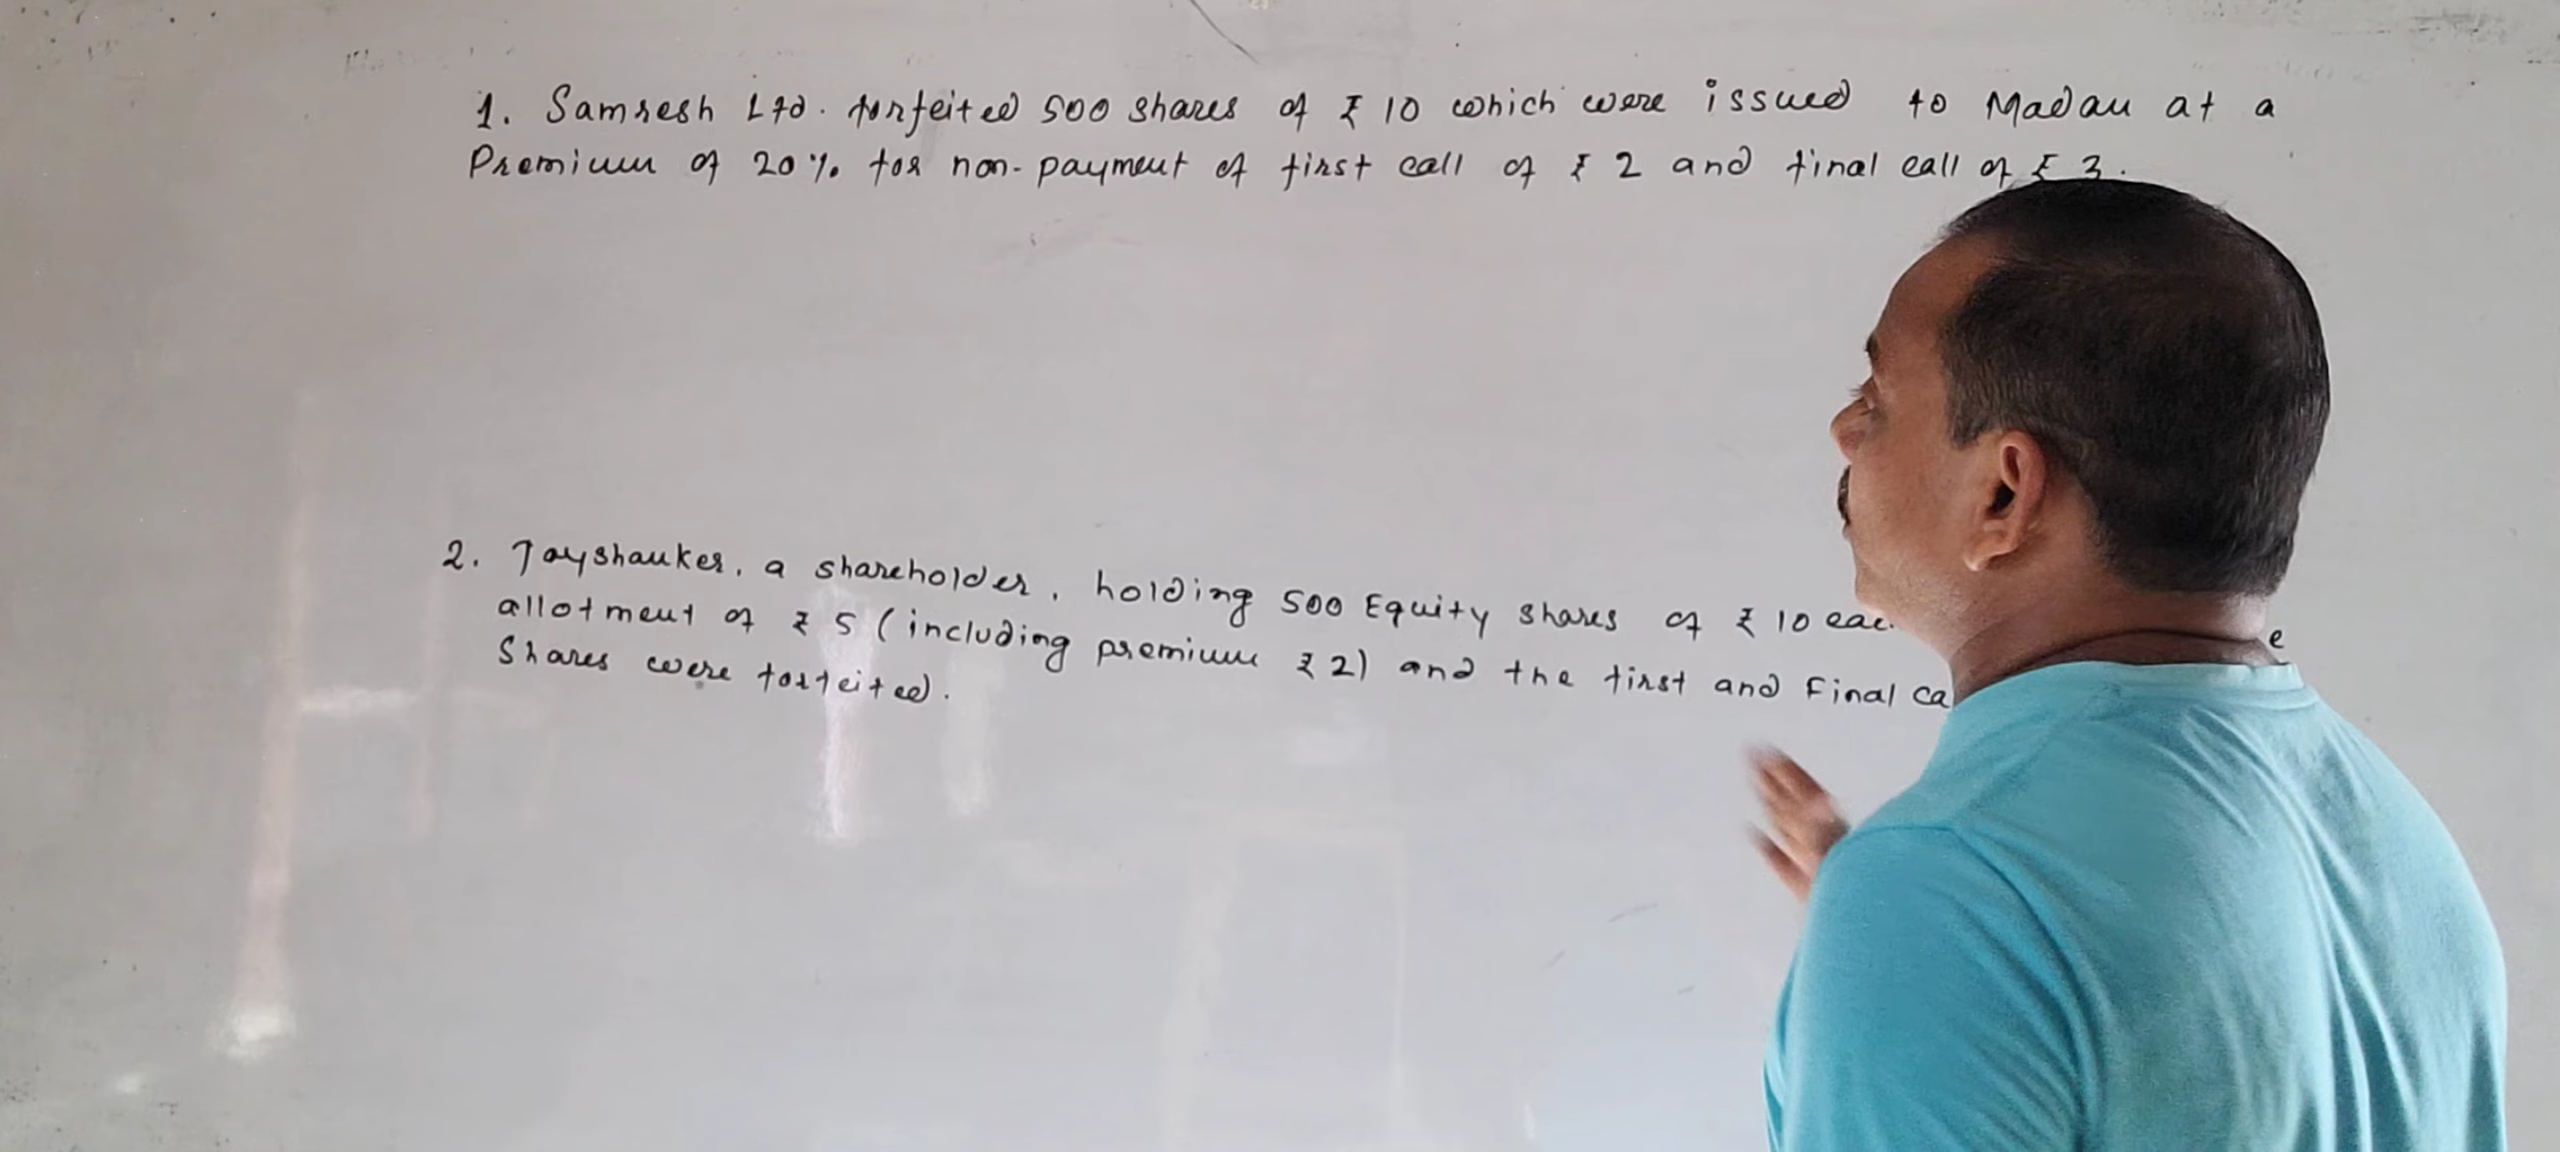 1. Samresh Ltd. forfeited 500 shares of ₹ 10 which were issued to Madan at a
Premium of 20% for non-payment of first call of ₹ 2 and final call of ₹ 3.
2. Jayshanker, a shareholder, holding 500 Equity shares of ₹ 10
allotment of ₹ 5 (including premium ₹ 2) and the first and Final
Shares were forfeited.